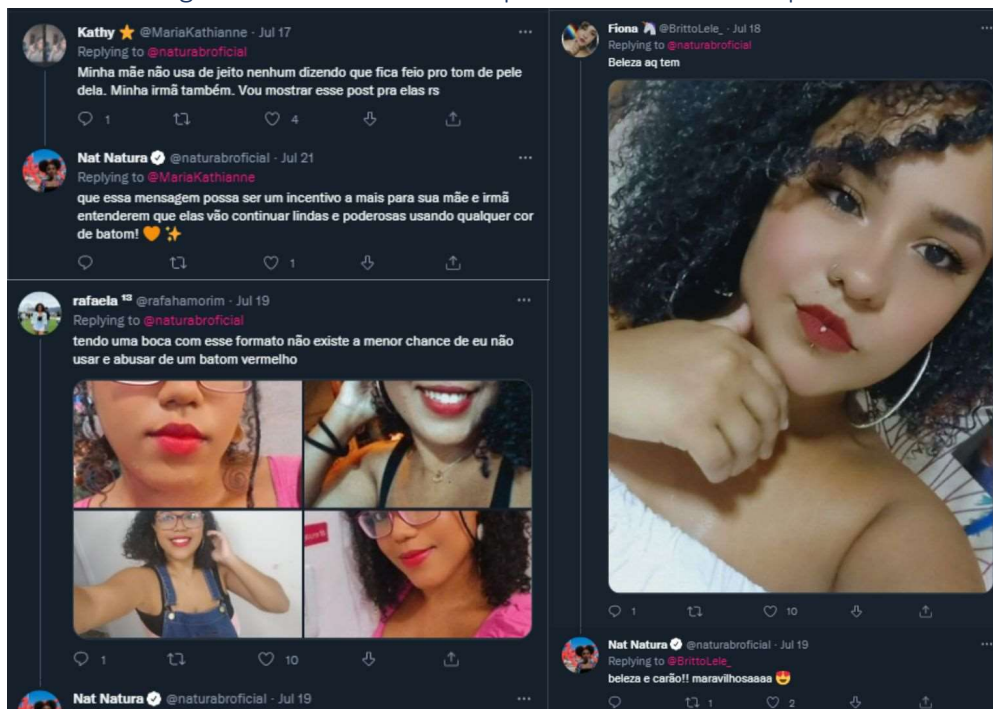 Kathy ⭐ @MariaKathianne · Jul 17
Replying to @naturabroficial
Minha mãe não usa de jeito nenhum dizendo que fica feio pro tom de pele
dela. Minha irmã também. Vou mostrar esse post pra elas rs
1 4
Nat Natura @naturabroficial · Jul 21
Replying to @MariaKathianne
que essa mensagem possa ser um incentivo a mais para sua mãe e irmã
entenderem que elas vão continuar lindas e poderosas usando qualquer cor
de batom! 🧡 ✨
1
rafaela ¹³ @rafahamorim · Jul 19
Replying to @naturabroficial
tendo uma boca com esse formato não existe a menor chance de eu não
usar e abusar de um batom vermelho
1 10
Nat Natura @naturabroficial · Jul 19
Fiona 🦄 @BrittoLele_ · Jul 18
Replying to @naturabroficial
Beleza aq tem
1 10
Nat Natura @naturabroficial · Jul 19
Replying to @BrittoLele_
beleza e carão!! maravilhosaaaa 😍
1 2